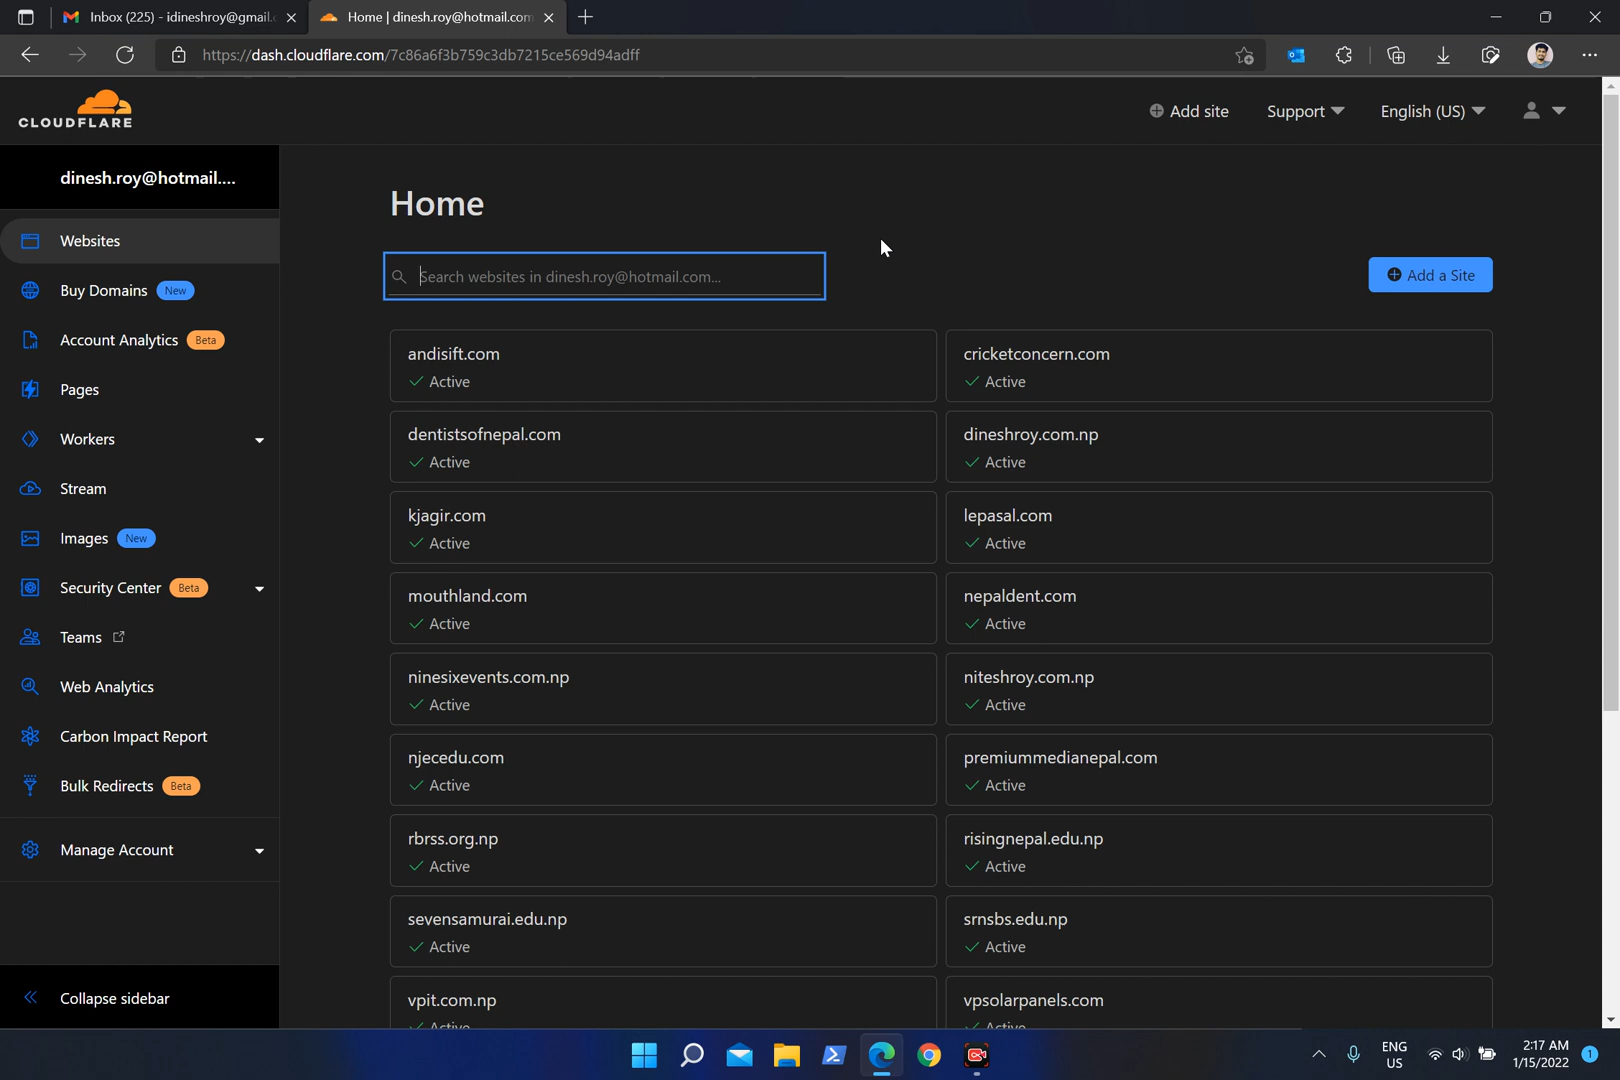 Inbox (225) - idineshroy@gmail.
Home | dinesh.roy@hotmail.com
https://dash.cloudflare.com/7c86a6f3b759c3db7215ce569d94adff
CLOUDFLARE
Add site
Support
English (US)
dinesh.roy@hotmail....
Websites
Buy Domains New
Account Analytics Beta
Pages
Workers
Stream
Images New
Security Center Beta
Teams
Web Analytics
Carbon Impact Report
Bulk Redirects Beta
Manage Account
Collapse sidebar
Home
Search websites in dinesh.roy@hotmail.com...
Add a Site
andisift.com
Active
cricketconcern.com
Active
dentistsofnepal.com
Active
dineshroy.com.np
Active
kjagir.com
Active
lepasal.com
Active
mouthland.com
Active
nepaldent.com
Active
ninesixevents.com.np
Active
niteshroy.com.np
Active
njecedu.com
Active
premiummedianepal.com
Active
rbrss.org.np
Active
risingnepal.edu.np
Active
sevensamurai.edu.np
Active
srnsbs.edu.np
Active
vpit.com.np
Active
vpsolarpanels.com
Active
ENG
US
2:17 AM
1/15/2022
1